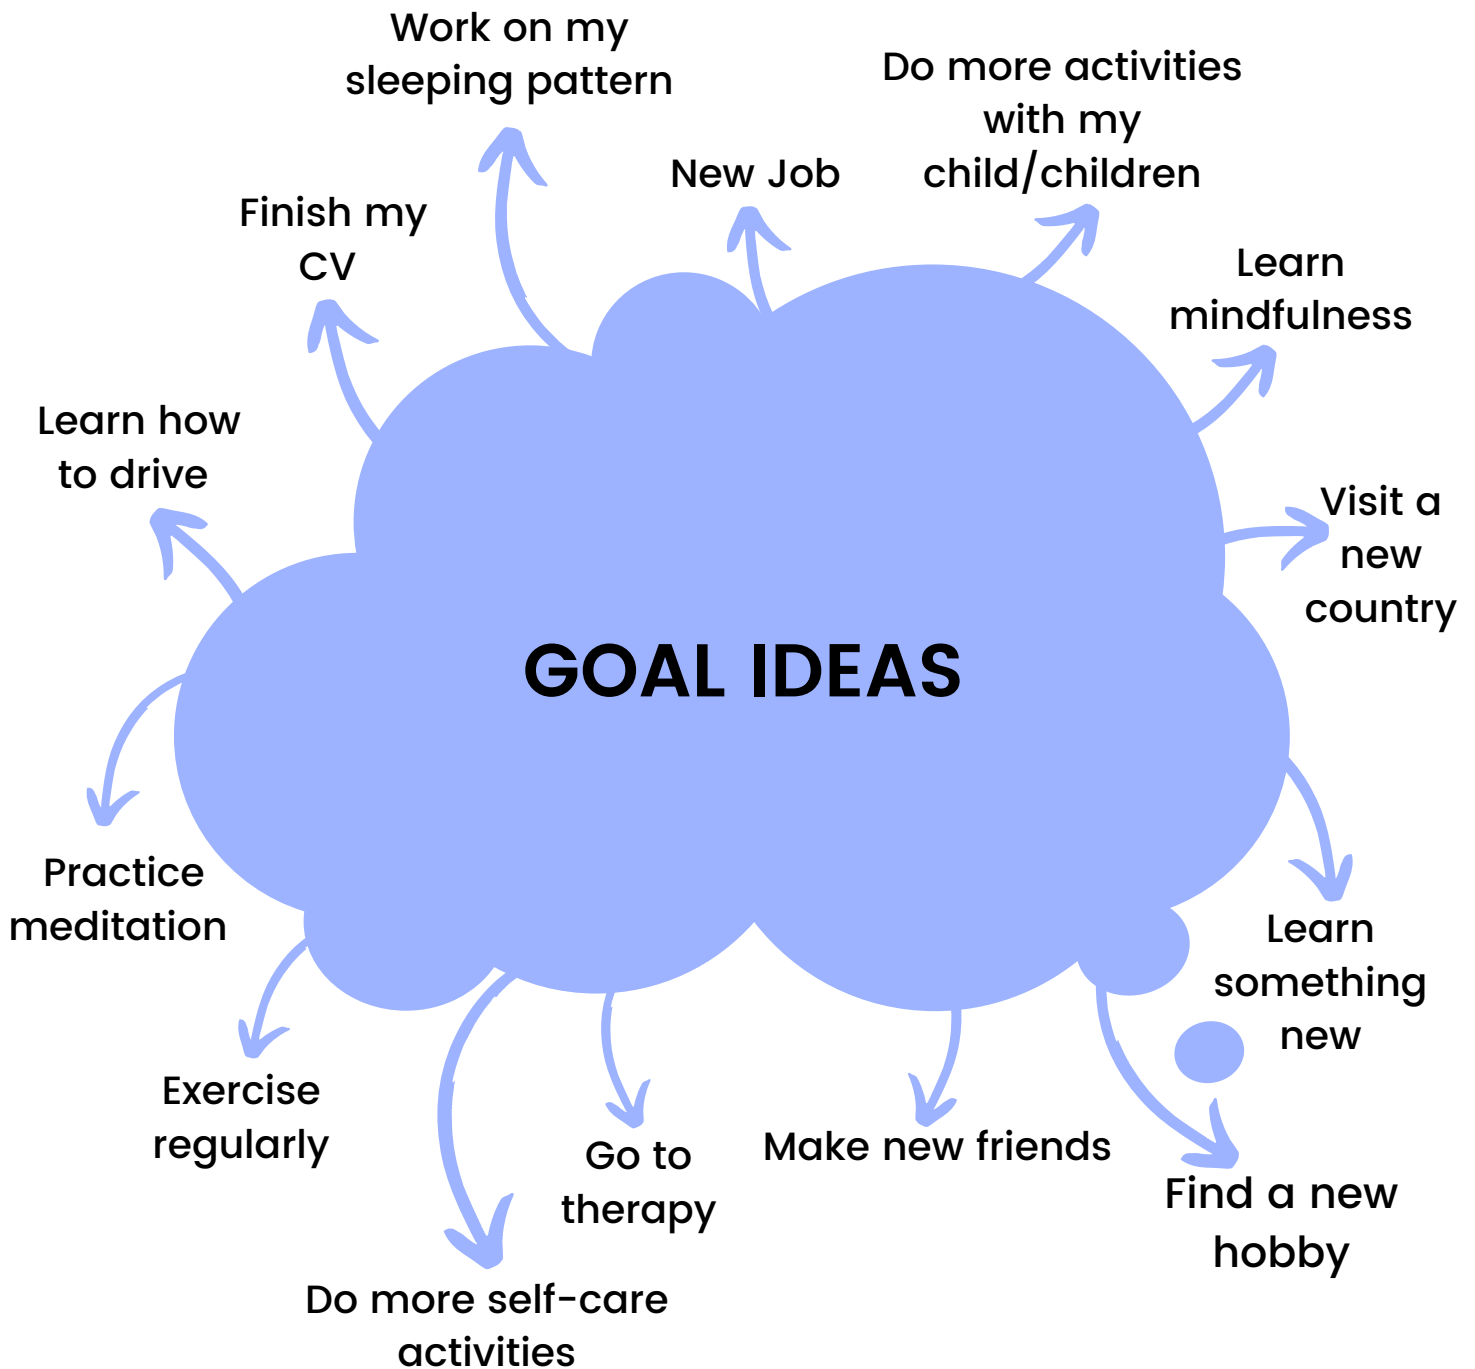 Work on my
sleeping pattern
Do more activities
with my
child/children
New Job
Finish my
CV
Learn
mindfulness
Learn how
to drive
Visit a
new
country
GOAL IDEAS
Practice
meditation
Learn
something
new
Exercise
regularly
Go to
therapy
Make new friends
Find a new
hobby
Do more self-care
activities